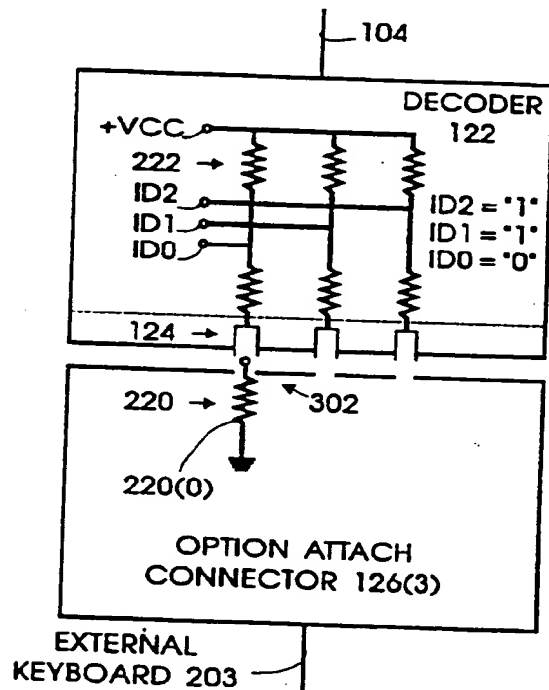 104
DECODER
122
+VCC
222
ID2
ID1
ID0
ID2 = "1"
ID1 = "1"
ID0 = "0"
124
220
302
220(0)
OPTION ATTACH
CONNECTOR 126(3)
EXTERNAL
KEYBOARD 203